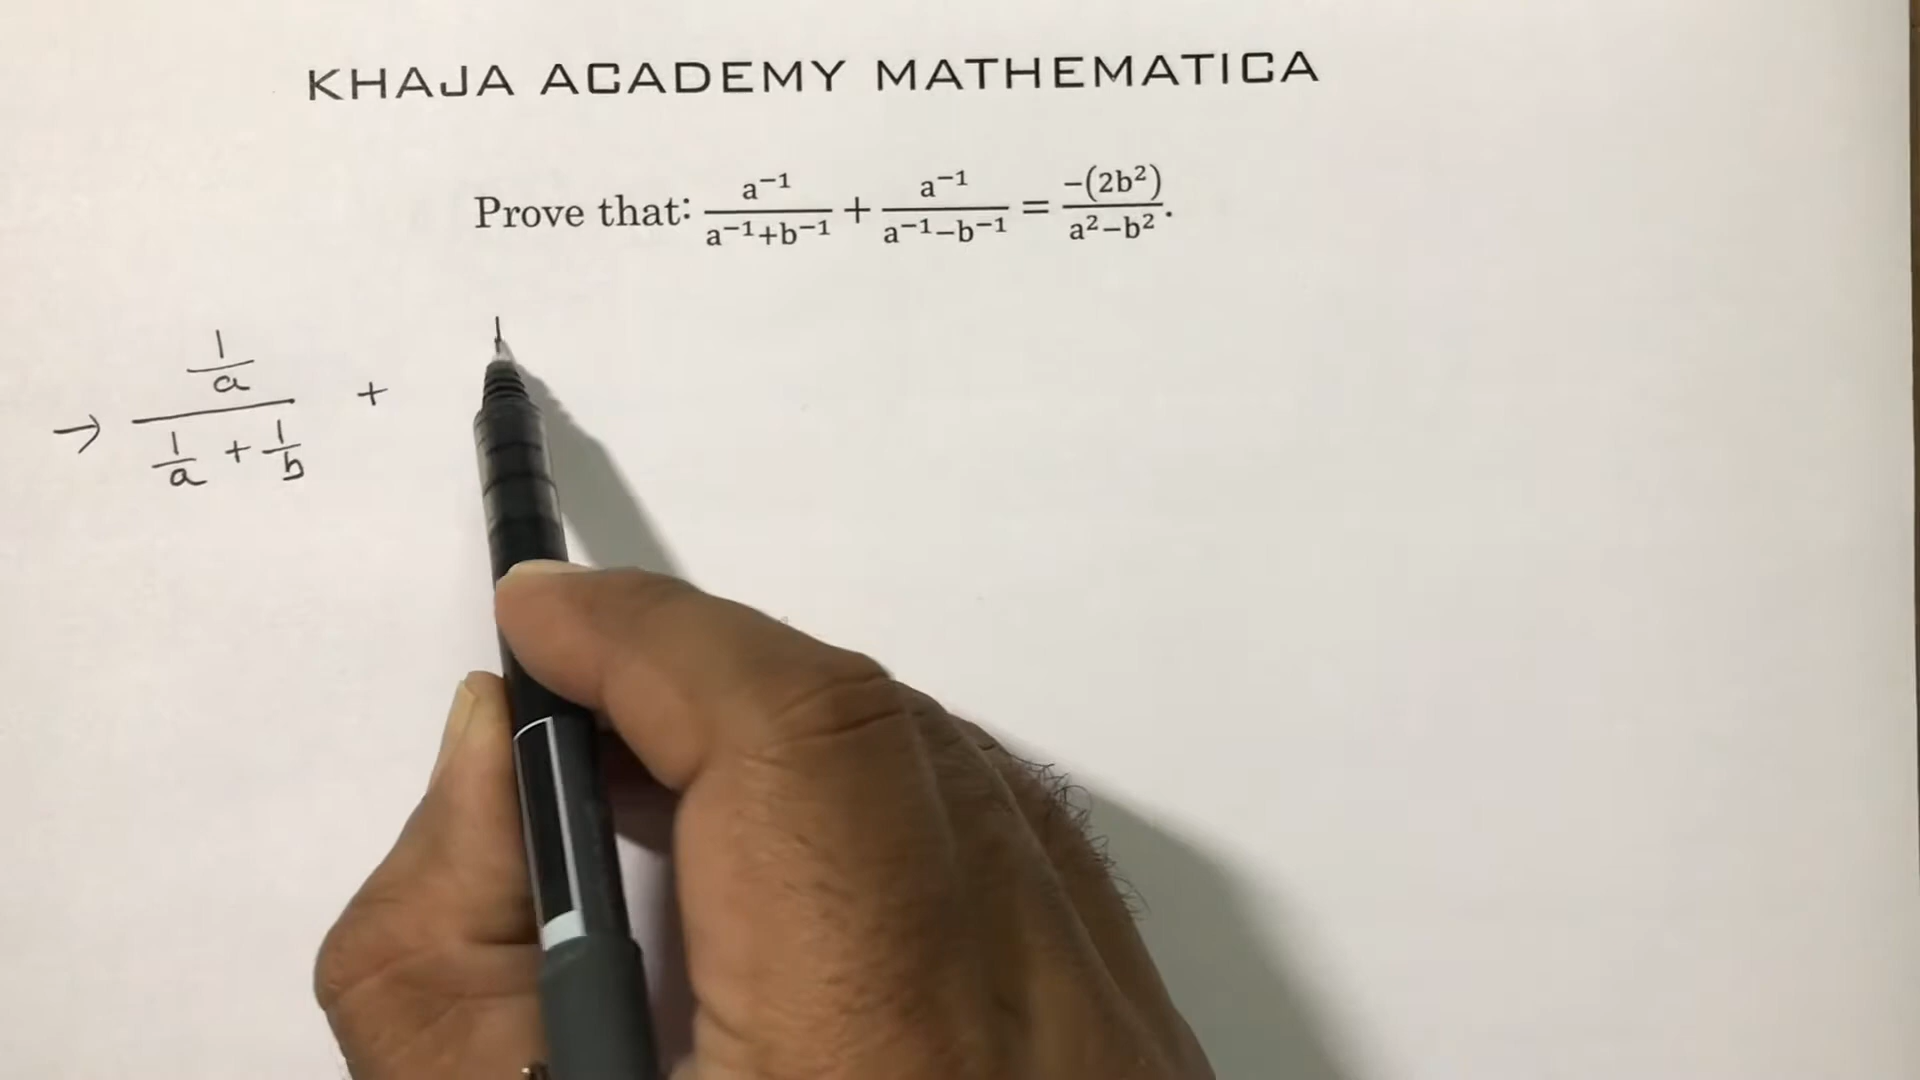 KHAJA ACADEMY MATHEMATICA
Prove that: a⁻¹/(a⁻¹+b⁻¹) + a⁻¹/(a⁻¹−b⁻¹) = −(2b²)/(a²−b²).
→ (1/a)/(1/a + 1/b) + 1